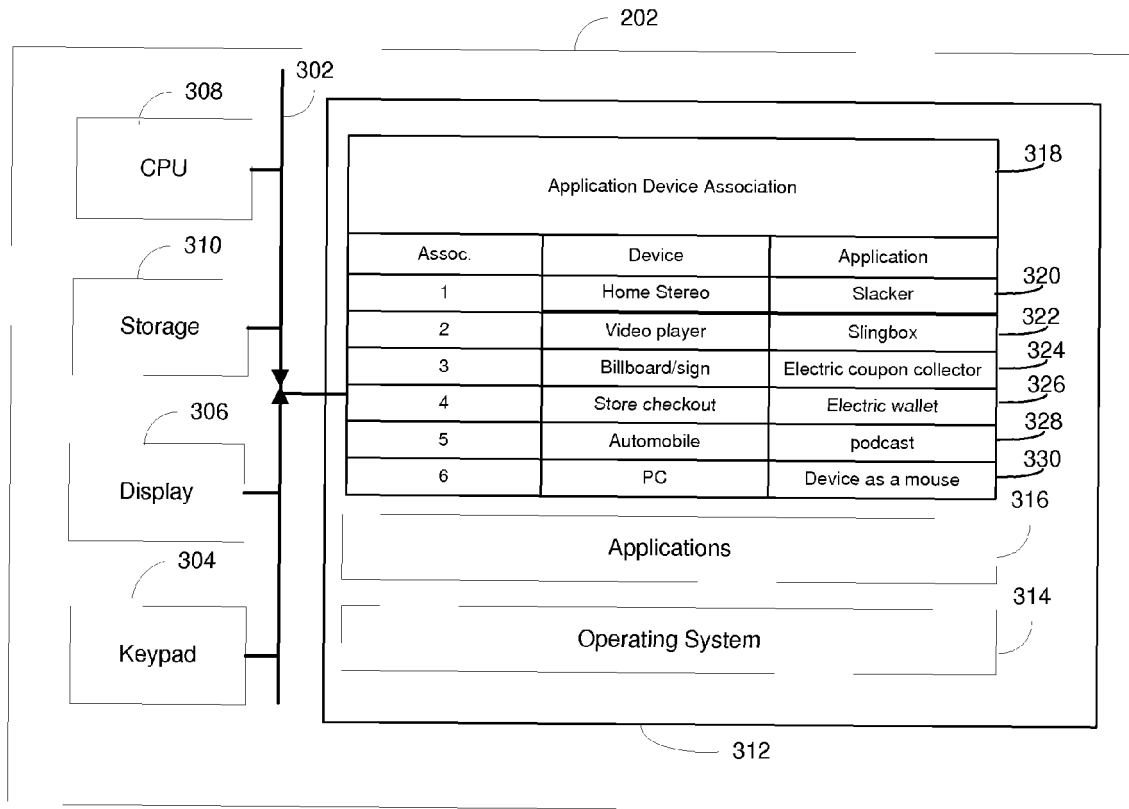 202
308
302
CPU
318
Application Device Association
310
Assoc. Device Application
320
1 Home Stereo Slacker
322
Storage
2 Video player Slingbox
324
3 Billboard/sign Electric coupon collector
326
306
4 Store checkout Electric wallet
328
5 Automobile podcast
330
Display
6 PC Device as a mouse
316
Applications
304
314
Operating System
Keypad
312